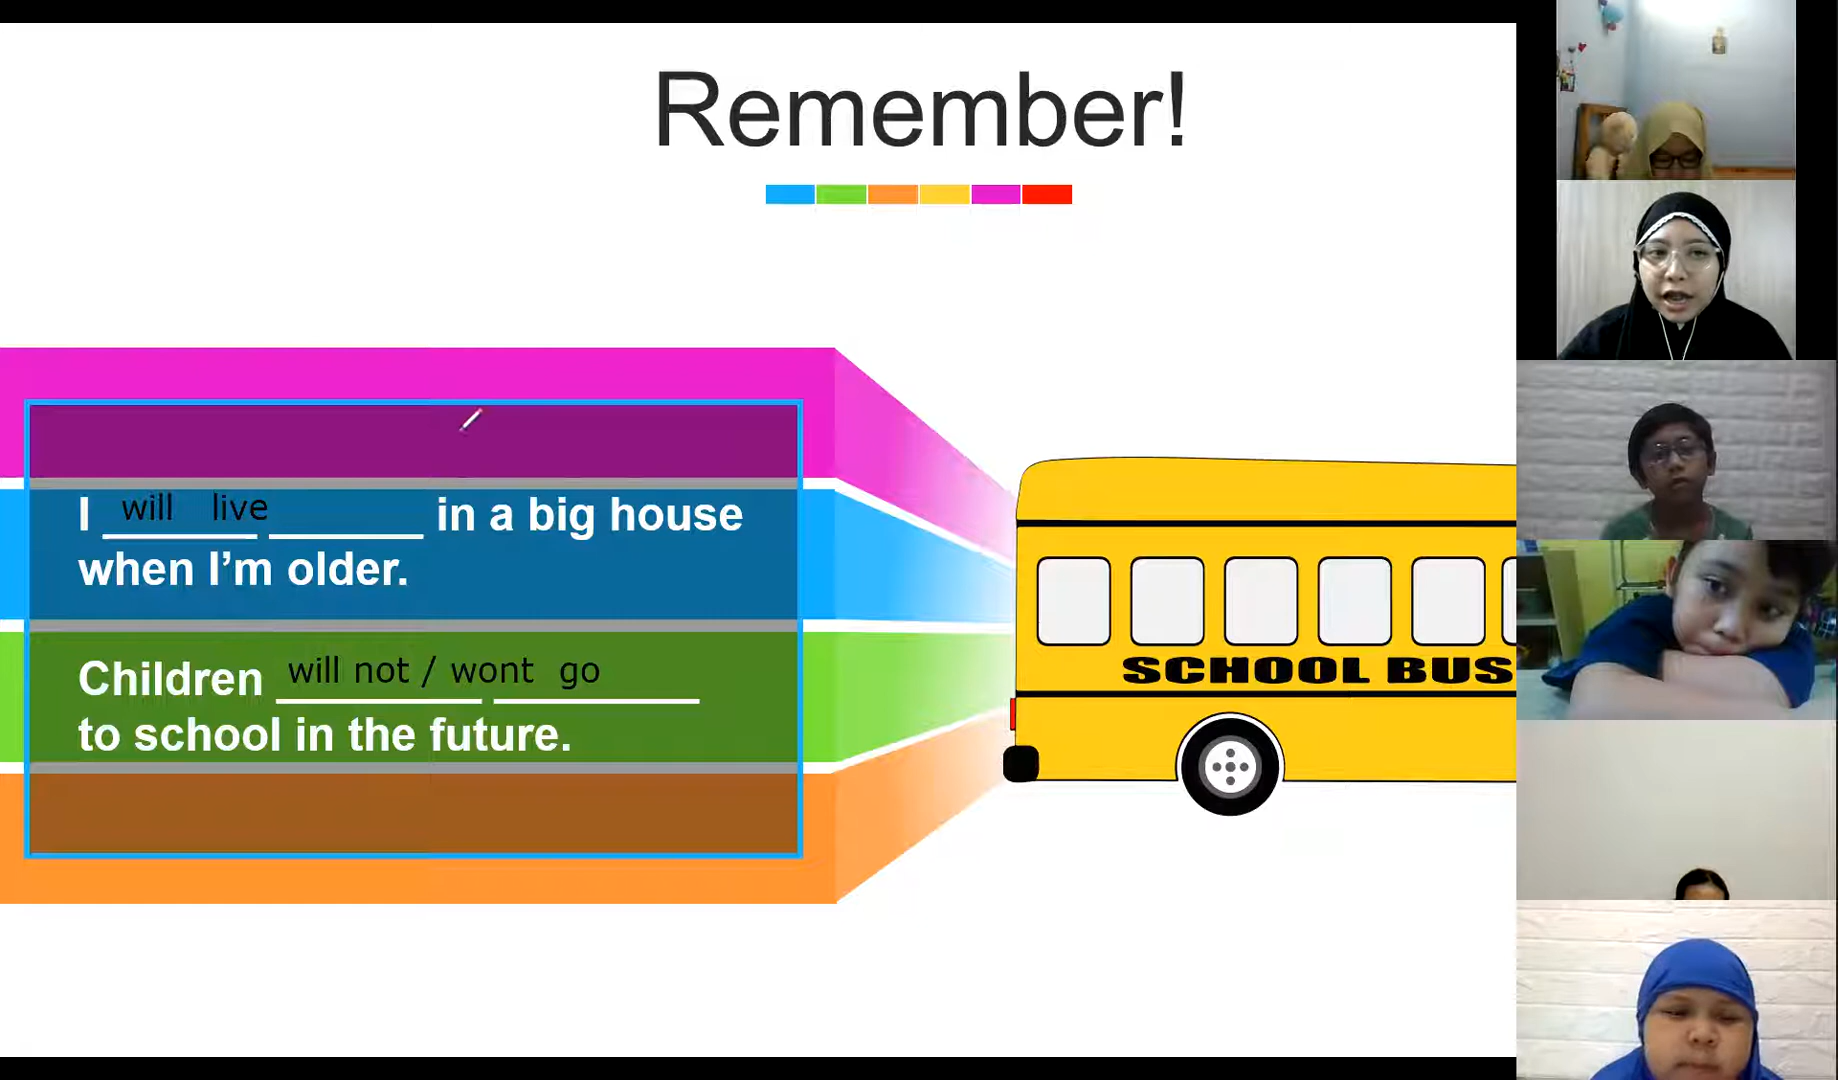 Remember!
I will live in a big house
when I'm older.
Children will not / wont go
to school in the future.
SCHOOL BUS